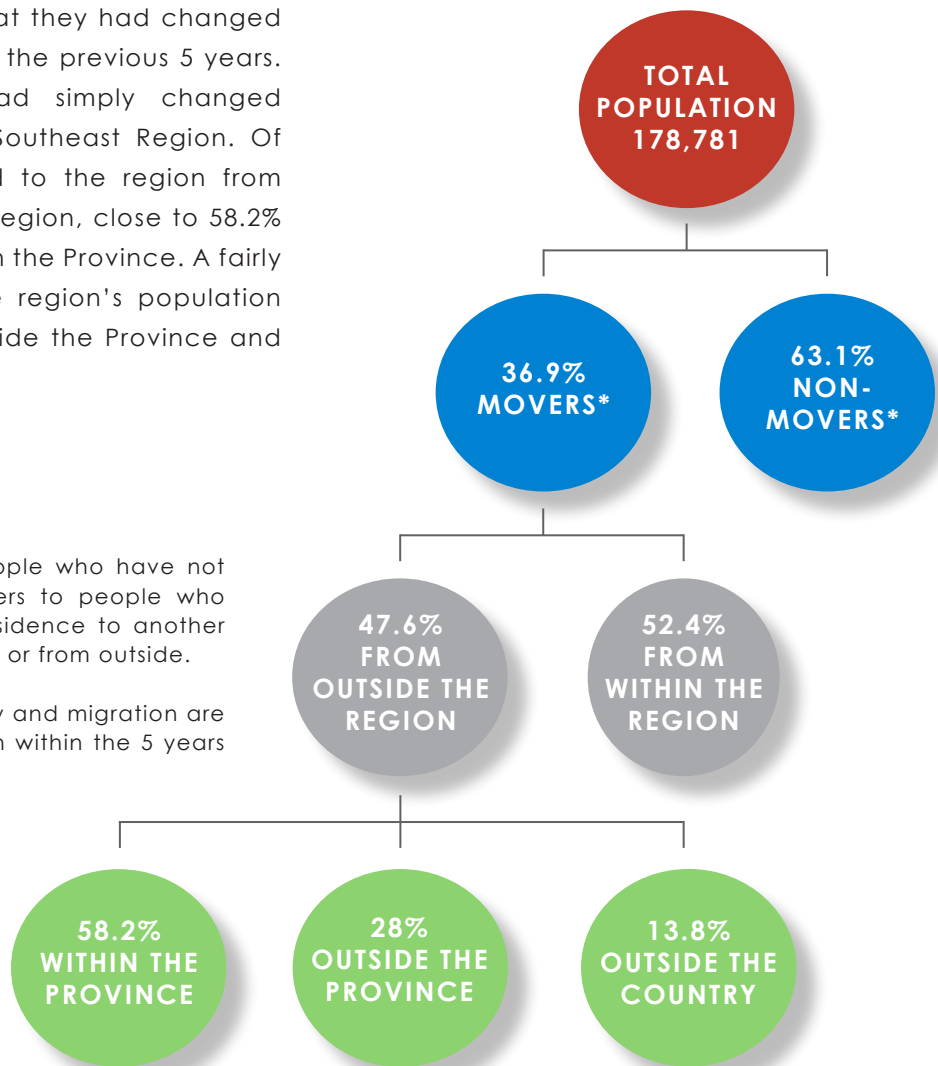 at they had changed
the previous 5 years.
ad simply changed
Southeast Region. Of
d to the region from
egion, close to 58.2%
n the Province. A fairly
e region's population
ide the Province and
TOTAL
POPULATION
178,781
36.9%
MOVERS*
63.1%
NON-
MOVERS*
ople who have not
ers to people who
sidence to another
or from outside.
y and migration are
n within the 5 years
47.6%
FROM
OUTSIDE THE
REGION
52.4%
FROM
WITHIN THE
REGION
58.2%
WITHIN THE
PROVINCE
28%
OUTSIDE THE
PROVINCE
13.8%
OUTSIDE THE
COUNTRY